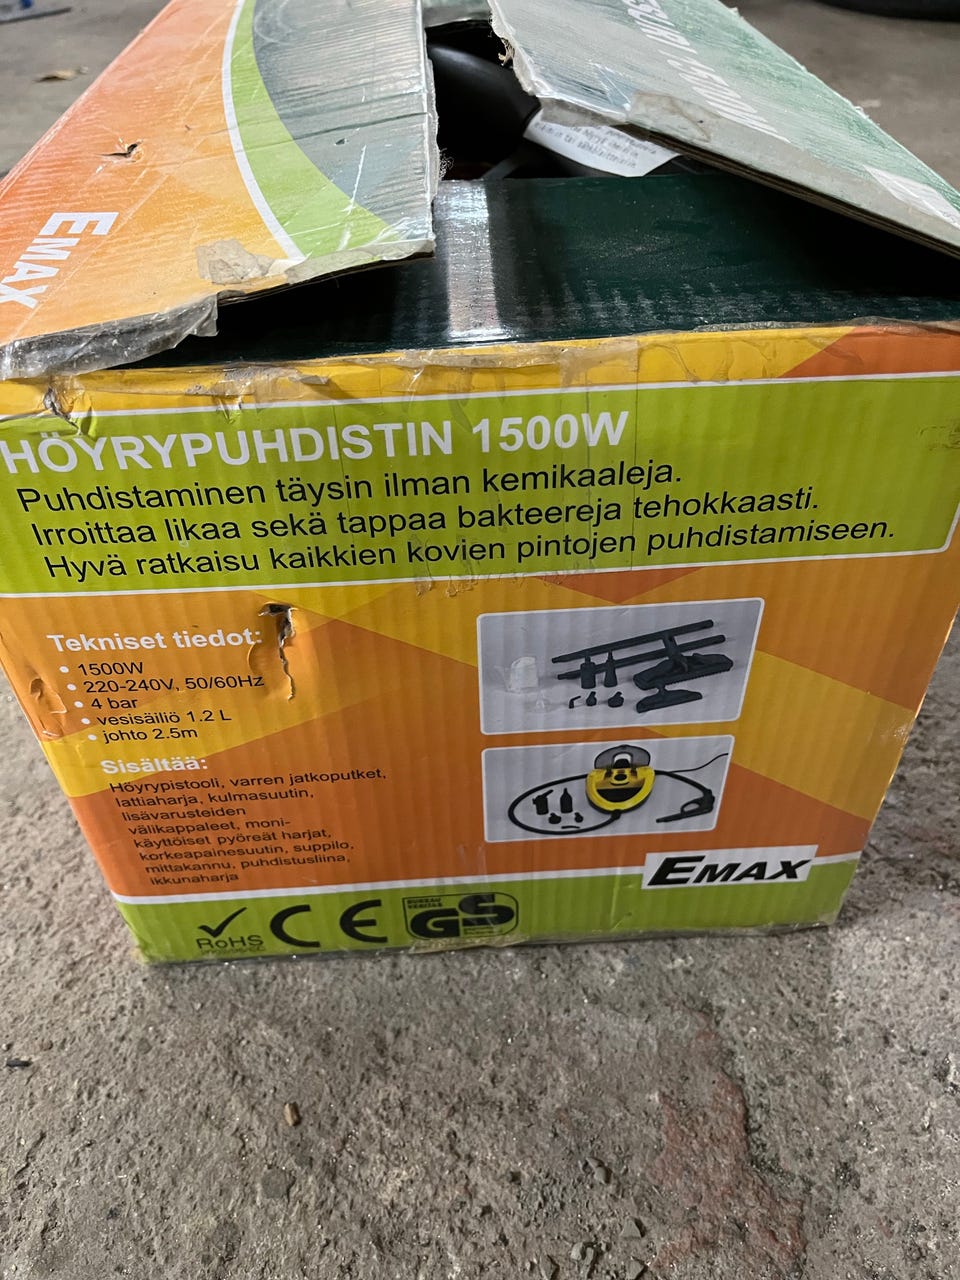 EMAX
HÖYRYPUHDISTIN 1500W
Puhdistaminen täysin ilman kemikaaleja.
Irroittaa likaa sekä tappaa bakteereja tehokkaasti.
Hyvä ratkaisu kaikkien kovien pintojen puhdistamiseen.
Tekniset tiedot:
• 1500W
• 220-240V, 50/60Hz
• 4 bar
• vesisäiliö 1.2 L
• johto 2.5m
Sisältää:
Höyrypistooli, varren jatkoputket,
lattiaharja, kulmasuutin,
lisävarusteiden
välikappaleet, moni-
käyttöiset pyöreät harjat,
korkeapainesuutin, suppilo,
mittakannu, puhdistusliina,
ikkunaharja
EMAX
RoHS
CE
BUREAU
VERITAS
GS